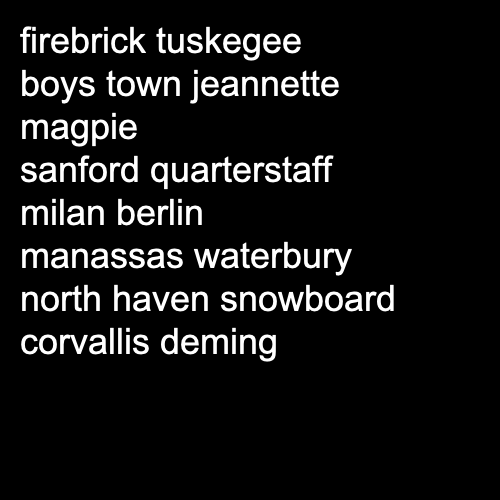 firebrick tuskegee
boys town jeannette
magpie
sanford quarterstaff
milan berlin
manassas waterbury
north haven snowboard
corvallis deming